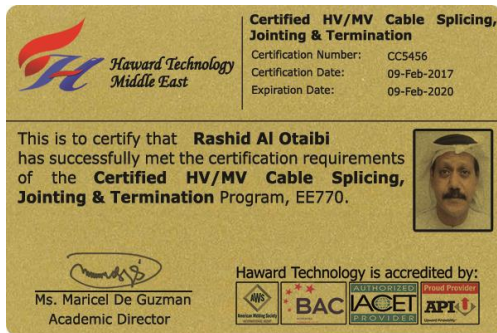 Haward Technology
Middle East
Certified HV/MV Cable Splicing,
Jointing & Termination
Certification Number: CC5456
Certification Date: 09-Feb-2017
Expiration Date: 09-Feb-2020
This is to certify that Rashid Al Otaibi
has successfully met the certification requirements
of the Certified HV/MV Cable Splicing,
Jointing & Termination Program, EE770.
Ms. Maricel De Guzman
Academic Director
Haward Technology is accredited by:
AWS
American Welding Society
BAC
AUTHORIZED
IACET
PROVIDER
Proud Provider
API